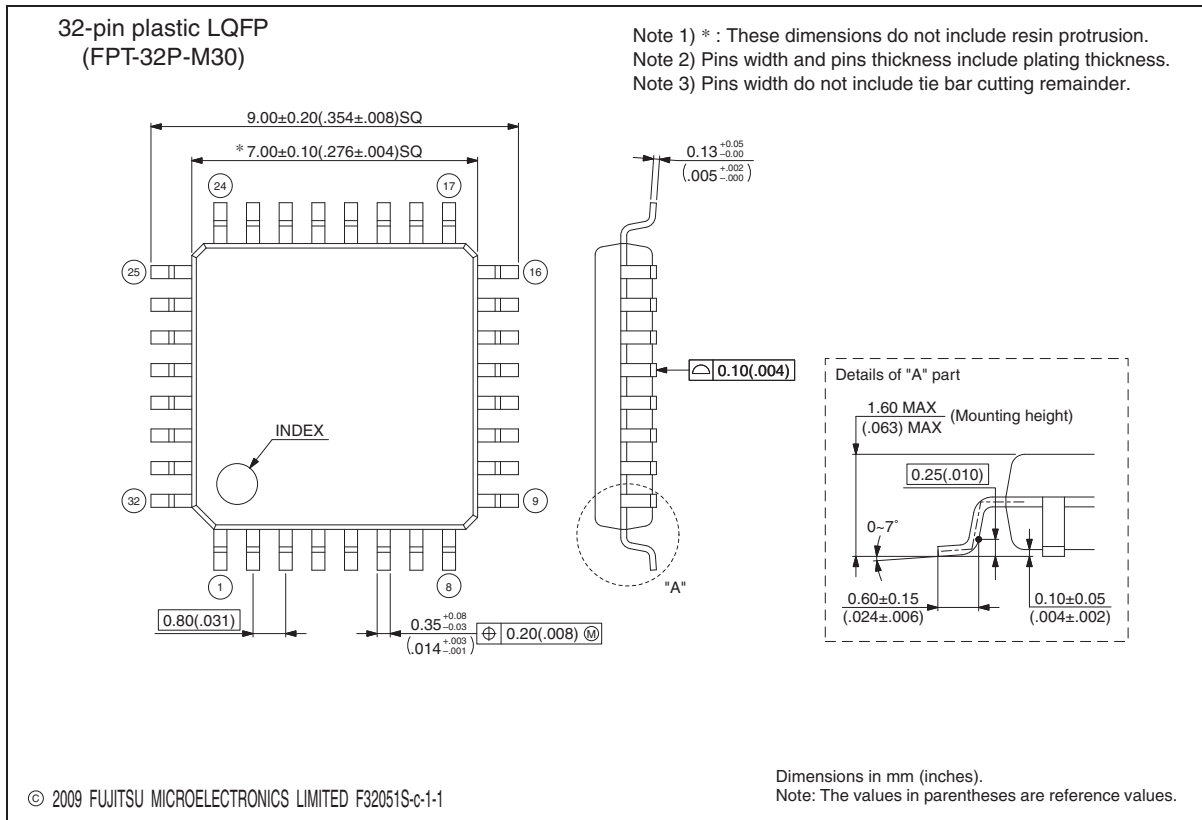 32-pin plastic LQFP
(FPT-32P-M30)
Note 1) * : These dimensions do not include resin protrusion.
Note 2) Pins width and pins thickness include plating thickness.
Note 3) Pins width do not include tie bar cutting remainder.
9.00±0.20(.354±.008)SQ
*7.00±0.10(.276±.004)SQ
0.13 +0.05 -0.00
(.005 +.002 -.000)
24
17
25
16
0.10(.004)
INDEX
32
9
1
8
"A"
0.80(.031)
0.35 +0.08 -0.03
(.014 +.003 -.001)
⌖ 0.20(.008) Ⓜ
Details of "A" part
1.60 MAX
(.063) MAX
(Mounting height)
0.25(.010)
0~7°
0.60±0.15
(.024±.006)
0.10±0.05
(.004±.002)
© 2009 FUJITSU MICROELECTRONICS LIMITED F32051S-c-1-1
Dimensions in mm (inches).
Note: The values in parentheses are reference values.